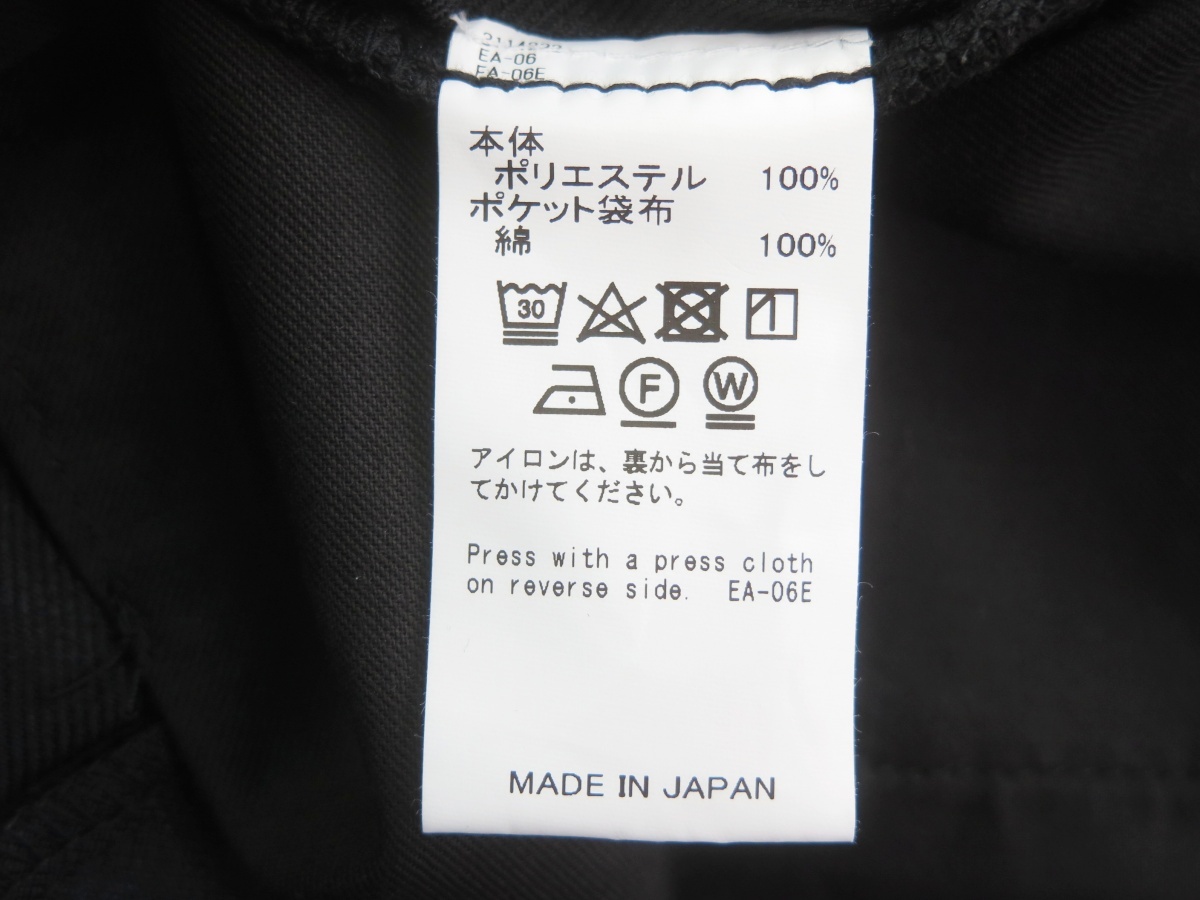 EA-06
EA-06E
本体
ポリエステル 100%
ポケット袋布
綿 100%
30
F W
アイロンは、裏から当て布をし
てかけてください。
Press with a press cloth
on reverse side. EA-06E
MADE IN JAPAN